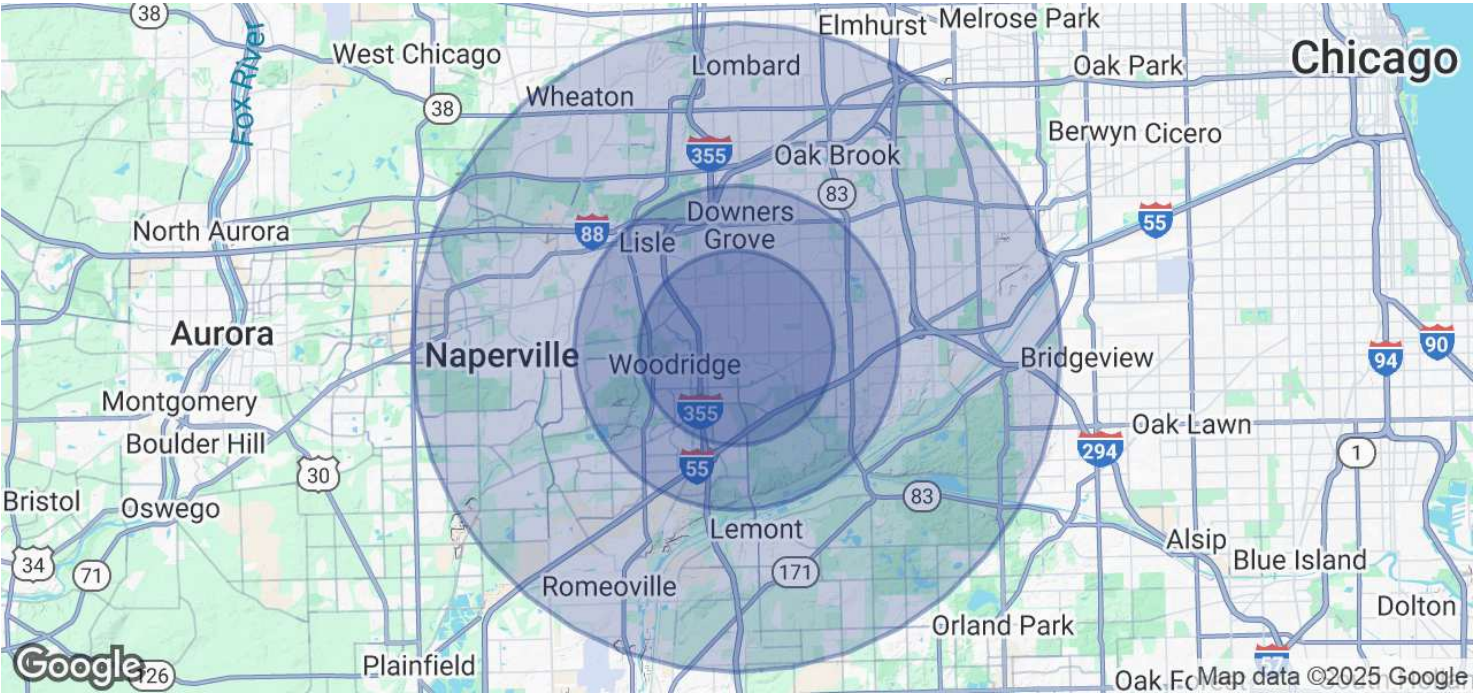 38
Elmhurst
Melrose Park
West Chicago
Fox River
Lombard
Oak Park
Chicago
Wheaton
38
Berwyn
Cicero
355
Oak Brook
83
Downers
Grove
55
North Aurora
88
Lisle
Aurora
Naperville
Woodridge
Bridgeview
94
90
Montgomery
355
Boulder Hill
Oak Lawn
294
1
30
55
Bristol
Oswego
83
Lemont
Alsip
34
71
171
Blue Island
Romeoville
Dolton
Orland Park
Plainfield
57
Google
126
Oak Fo
Map data ©2025 Google